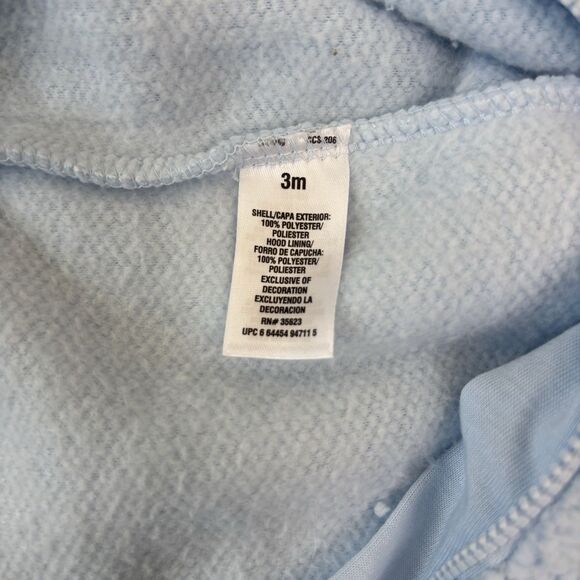 3m
SHELL/CAPA EXTERIOR:
100% POLYESTER/
POLIESTER
HOOD LINING/
FORRO DE CAPUCHA:
100% POLYESTER/
POLIESTER
EXCLUSIVE OF
DECORATION
EXCLUYENDO LA
DECORACION
RN# 35623
UPC 6 64454 94711 5